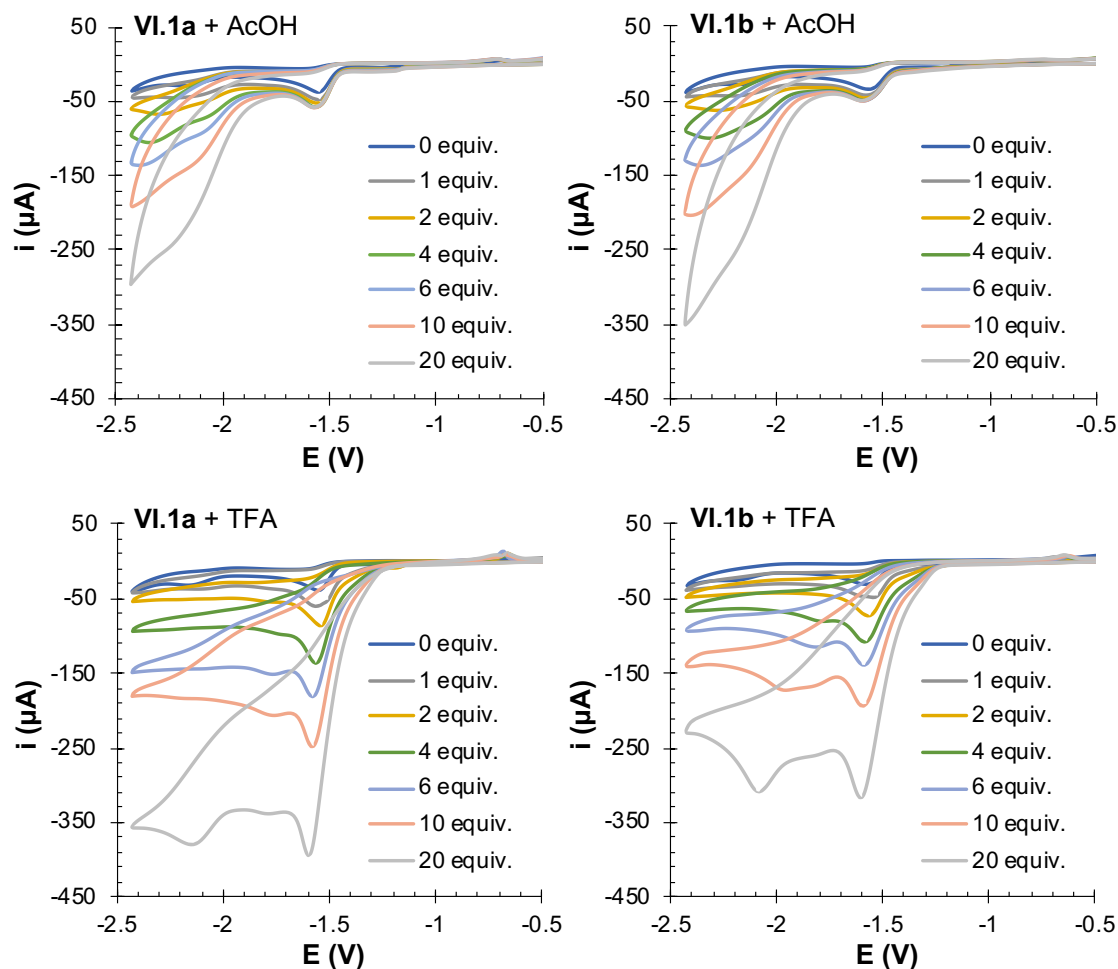 VI.1a + AcOH
50
-50
-150
-250
-350
-450
i (µA)
0 equiv.
1 equiv.
2 equiv.
4 equiv.
6 equiv.
10 equiv.
20 equiv.
-2.5 -2 -1.5 -1 -0.5
E (V)
VI.1b + AcOH
50
-50
-150
-250
-350
-450
i (µA)
0 equiv.
1 equiv.
2 equiv.
4 equiv.
6 equiv.
10 equiv.
20 equiv.
-2.5 -2 -1.5 -1 -0.5
E (V)
VI.1a + TFA
50
-50
-150
-250
-350
-450
i (µA)
0 equiv.
1 equiv.
2 equiv.
4 equiv.
6 equiv.
10 equiv.
20 equiv.
-2.5 -2 -1.5 -1 -0.5
E (V)
VI.1b + TFA
50
-50
-150
-250
-350
-450
i (µA)
0 equiv.
1 equiv.
2 equiv.
4 equiv.
6 equiv.
10 equiv.
20 equiv.
-2.5 -2 -1.5 -1 -0.5
E (V)